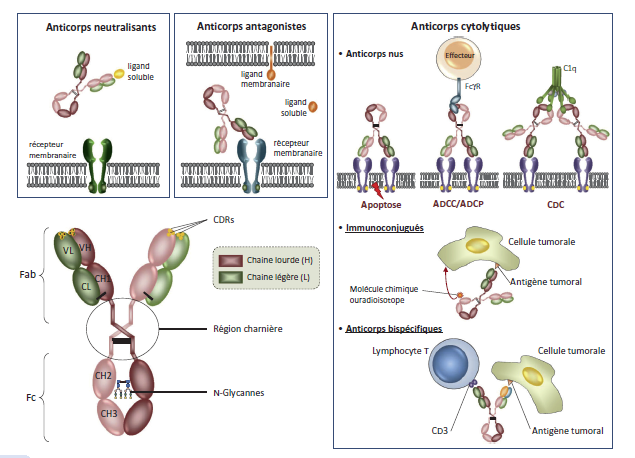 Anticorps neutralisants
ligand
soluble
récepteur
membranaire
Anticorps antagonistes
ligand
membranaire
ligand
soluble
récepteur
membranaire
Anticorps cytolytiques
• Anticorps nus
Effecteur
FcγR
C1q
Apoptose
ADCC/ADCP
CDC
• Immunoconjugués
Cellule tumorale
Antigène tumoral
Molécule chimique
ouradioisotope
• Anticorps bispécifiques
Lymphocyte T
Cellule tumorale
CD3
Antigène tumoral
CDRs
VL
VH
CL
CH1
Fab
Chaine lourde (H)
Chaine légère (L)
Région charnière
Fc
CH2
N-Glycannes
CH3